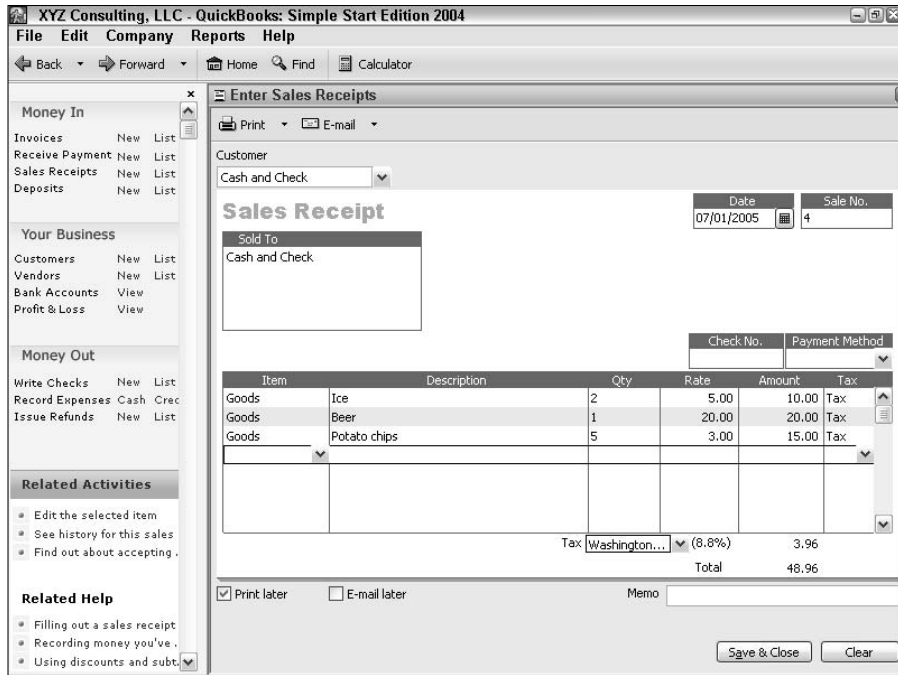 XYZ Consulting, LLC - QuickBooks: Simple Start Edition 2004
File Edit Company Reports Help
Back Forward Home Find Calculator
Money In
Invoices New List
Receive Payment New List
Sales Receipts New List
Deposits New List
Your Business
Customers New List
Vendors New List
Bank Accounts View
Profit & Loss View
Money Out
Write Checks New List
Record Expenses Cash Crec
Issue Refunds New List
Related Activities
Edit the selected item
See history for this sales
Find out about accepting .
Related Help
Filling out a sales receipt
Recording money you've .
Using discounts and subt.
Enter Sales Receipts
Print E-mail
Customer
Cash and Check
Sales Receipt
Date Sale No.
07/01/2005 4
Sold To
Cash and Check
Check No. Payment Method
Item Description Qty Rate Amount Tax
Goods Ice 2 5.00 10.00 Tax
Goods Beer 1 20.00 20.00 Tax
Goods Potato chips 5 3.00 15.00 Tax
Tax Washington... (8.8%) 3.96
Total 48.96
Print later E-mail later Memo
Save & Close Clear